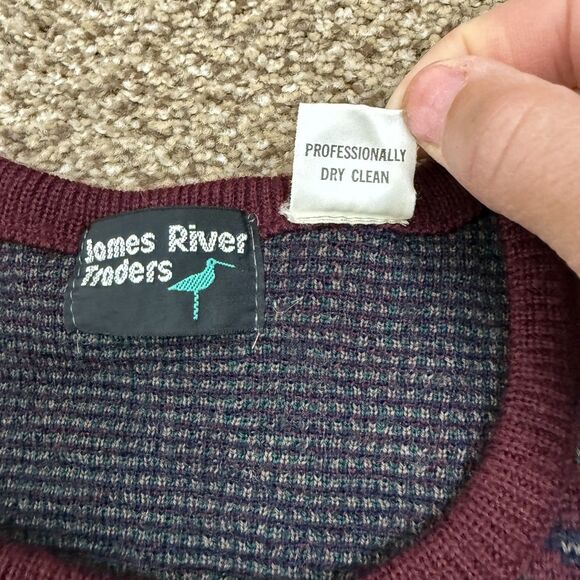 James River
Traders
PROFESSIONALLY
DRY CLEAN